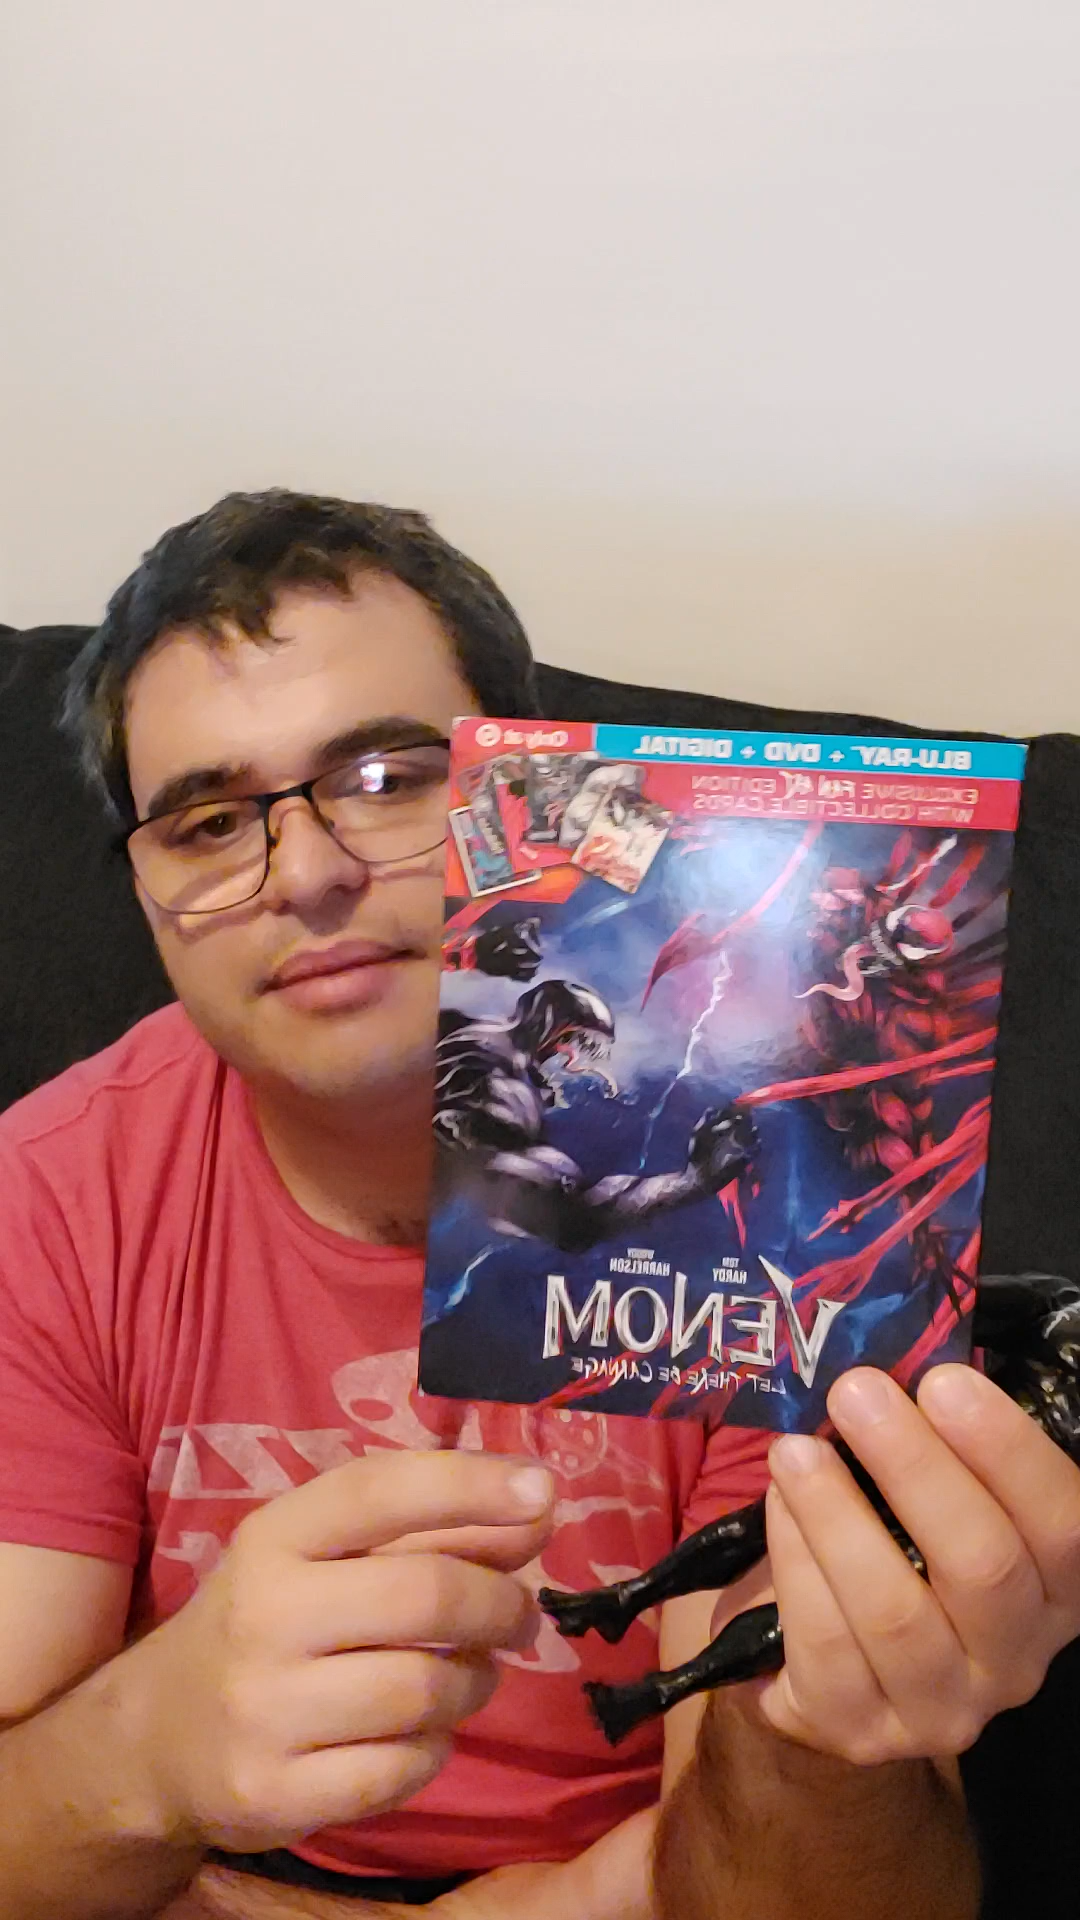 BLU-RAY™ + DVD + DIGITAL
Only at
EXCLUSIVE FAN ART EDITION
WITH COLLECTIBLE CARDS
TOM
HARDY
WOODY
HARRELSON
VENOM
LET THERE BE CARNAGE